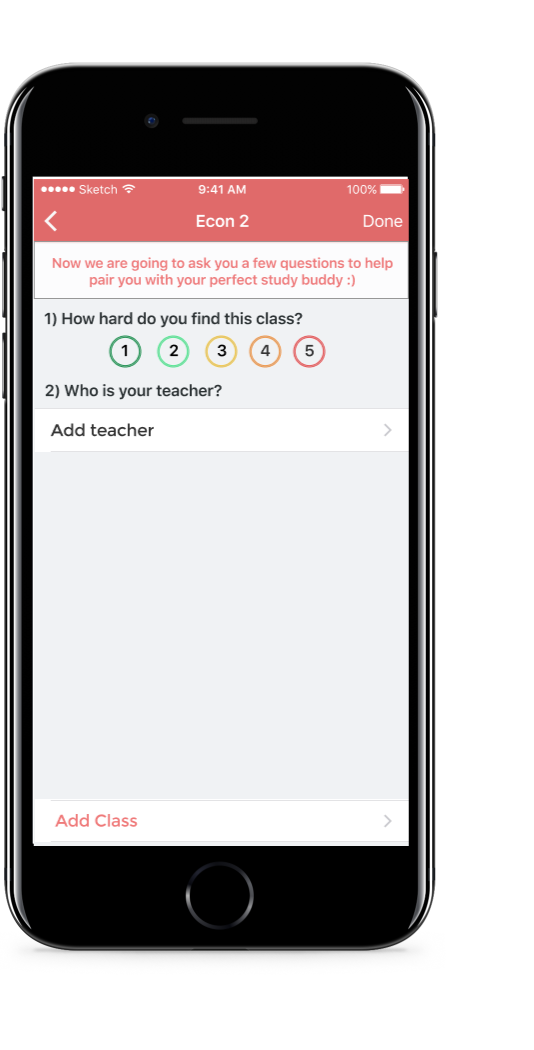 Sketch 9:41 AM 100%
Econ 2 Done
Now we are going to ask you a few questions to help
pair you with your perfect study buddy :)
1) How hard do you find this class?
1 2 3 4 5
2) Who is your teacher?
Add teacher
Add Class